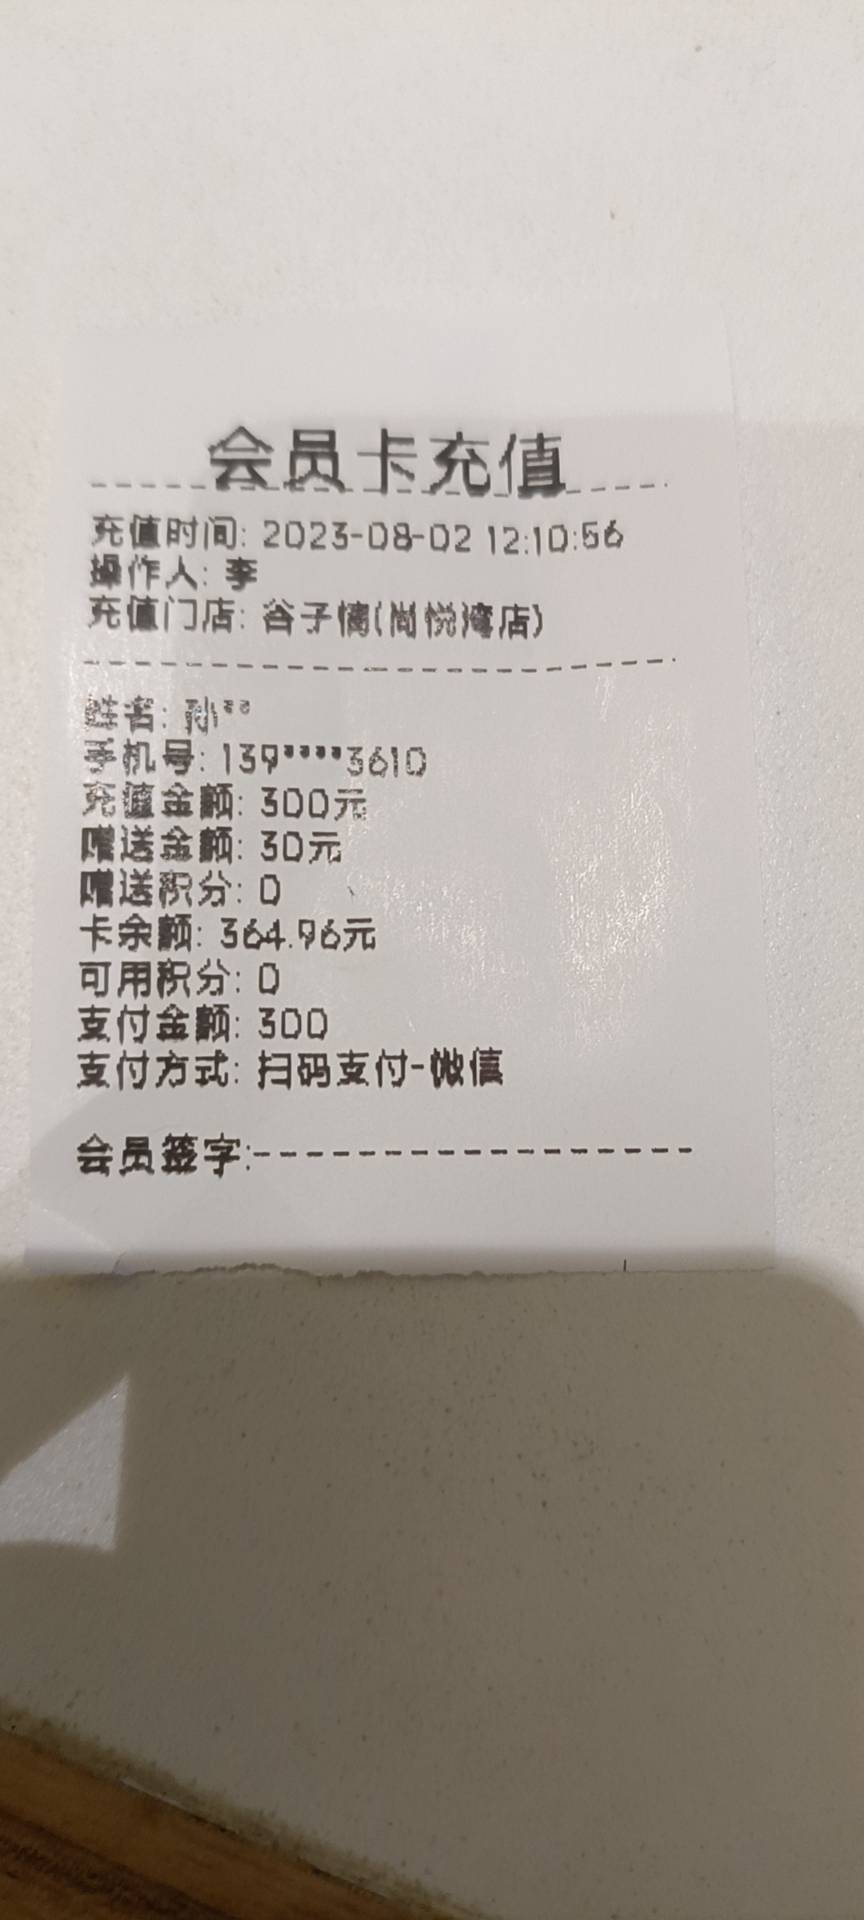 会员卡充值
充值时间: 2023-08-02 12:10:56
操作人: 李
充值门店: 谷子情(尚悦湾店)
姓名: 孙**
手机号: 139****3610
充值金额: 300元
赠送金额: 30元
赠送积分: 0
卡余额: 364.96元
可用积分: 0
支付金额: 300
支付方式: 扫码支付-微信
会员签字:-----------------